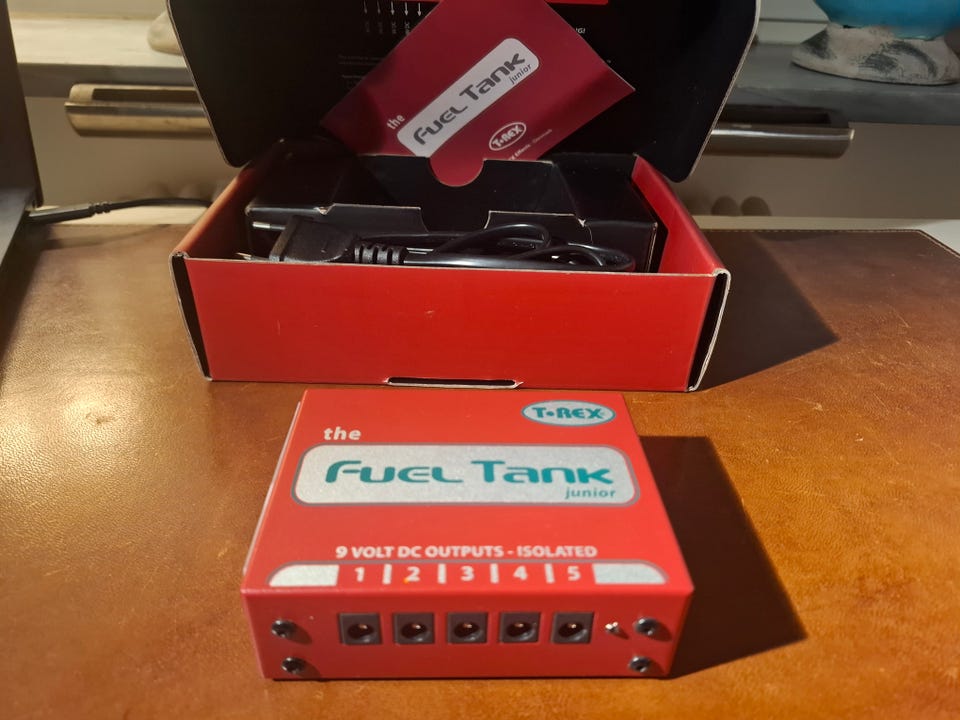 the
FUEL TANK
junior
T-REX
T-REX
the
FUEL TANK
junior
9 VOLT DC OUTPUTS - ISOLATED
1 2 3 4 5